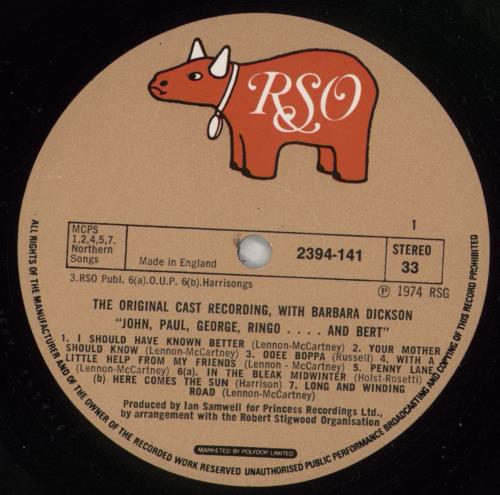 RSO
MCPS
1,2,4,5,7.
Northern
Songs
Made in England
2394-141
1
STEREO
33
3.RSO Publ. 6(a).O.U.P. 6(b).Harrisongs
℗ 1974 RSG
THE ORIGINAL CAST RECORDING, WITH BARBARA DICKSON
"JOHN, PAUL, GEORGE, RINGO . . . . AND BERT"
1. I SHOULD HAVE KNOWN BETTER (Lennon-McCartney) 2. YOUR MOTHER
SHOULD KNOW (Lennon-McCartney) 3. OOEE BOPPA (Russell) 4. WITH A
LITTLE HELP FROM MY FRIENDS (Lennon - McCartney) 5. PENNY LANE
(Lennon-McCartney) 6(a). IN THE BLEAK MIDWINTER (Holst-Rosetti)
(b) HERE COMES THE SUN (Harrison) 7. LONG AND WINDING
ROAD (Lennon-McCartney)
Produced by Ian Samwell for Princess Recordings Ltd.,
by arrangement with the Robert Stigwood Organisation
MARKETED BY POLYDOR LIMITED
ALL RIGHTS OF THE MANUFACTURER AND OF THE OWNER OF THE RECORDED WORK RESERVED UNAUTHORISED PUBLIC PERFORMANCE BROADCASTING AND COPYING OF THIS RECORD PROHIBITED